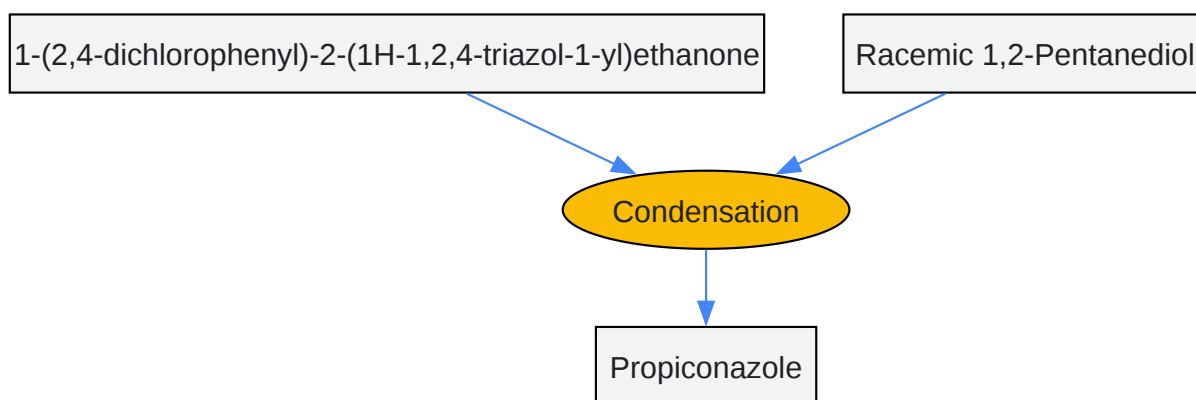 1-(2,4-dichlorophenyl)-2-(1H-1,2,4-triazol-1-yl)ethanone
Racemic 1,2-Pentanediol
Condensation
Propiconazole